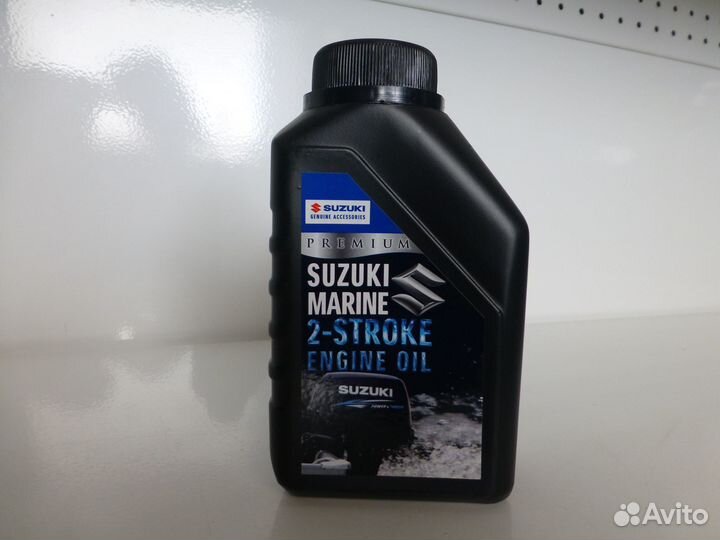 SUZUKI
GENUINE ACCESSORIES
PREMIUM
SUZUKI
MARINE
2-STROKE
ENGINE OIL
SUZUKI
Avito